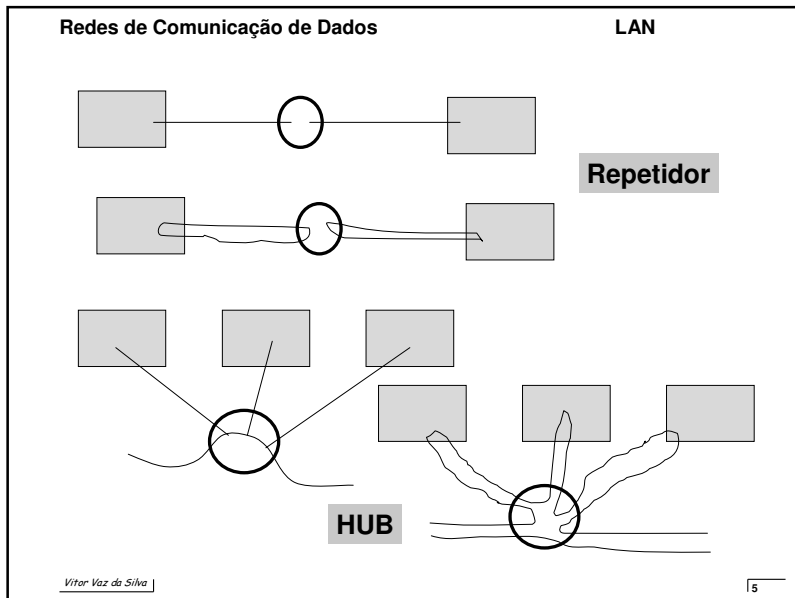 Redes de Comunicação de Dados LAN
Repetidor
HUB
Vitor Vaz da Silva 5